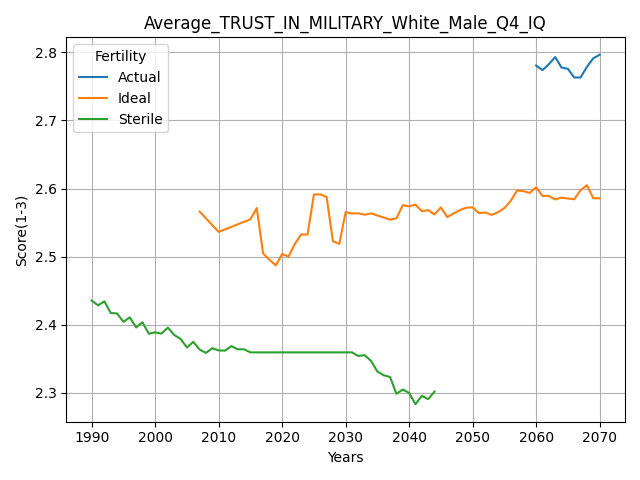 Average_TRUST_IN_MILITARY_White_Male_Q4_IQ
Fertility
Actual
Ideal
Sterile
Score(1-3)
2.8
2.7
2.6
2.5
2.4
2.3
1990 2000 2010 2020 2030 2040 2050 2060 2070
Years